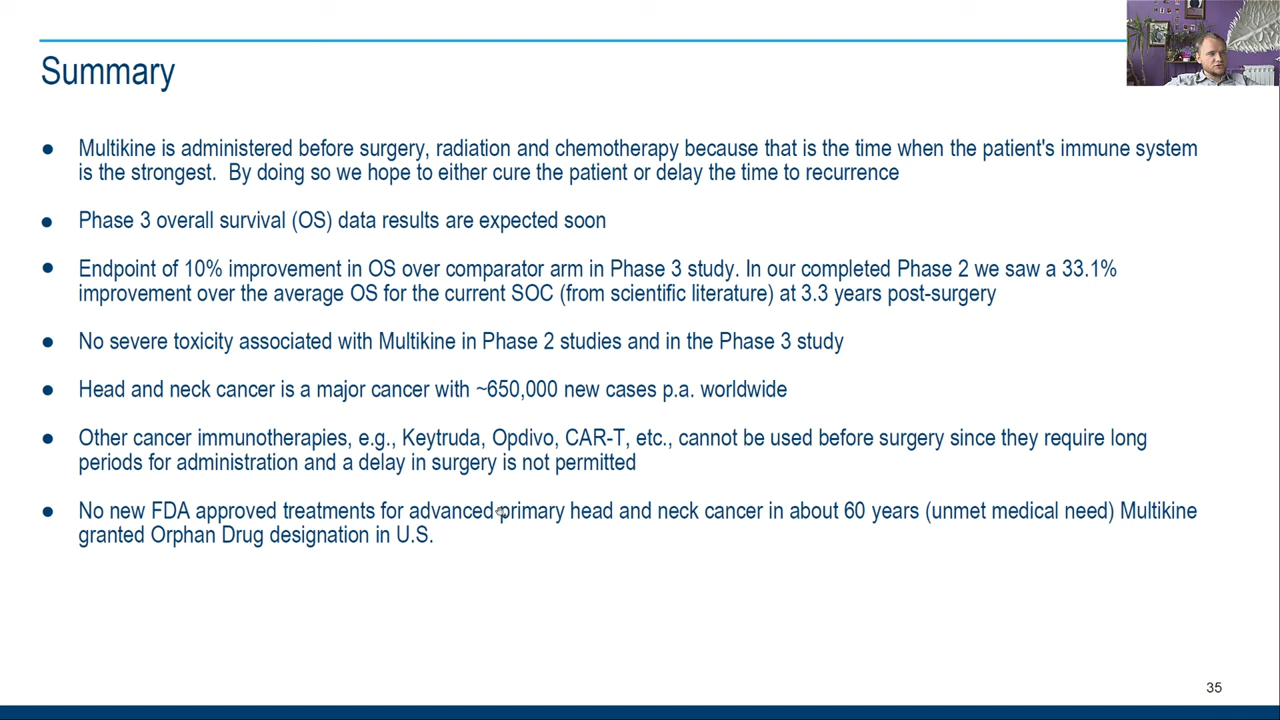 Summary
● Multikine is administered before surgery, radiation and chemotherapy because that is the time when the patient's immune system
is the strongest. By doing so we hope to either cure the patient or delay the time to recurrence
● Phase 3 overall survival (OS) data results are expected soon
● Endpoint of 10% improvement in OS over comparator arm in Phase 3 study. In our completed Phase 2 we saw a 33.1%
improvement over the average OS for the current SOC (from scientific literature) at 3.3 years post-surgery
● No severe toxicity associated with Multikine in Phase 2 studies and in the Phase 3 study
● Head and neck cancer is a major cancer with ~650,000 new cases p.a. worldwide
● Other cancer immunotherapies, e.g., Keytruda, Opdivo, CAR-T, etc., cannot be used before surgery since they require long
periods for administration and a delay in surgery is not permitted
● No new FDA approved treatments for advanced primary head and neck cancer in about 60 years (unmet medical need) Multikine
granted Orphan Drug designation in U.S.
35